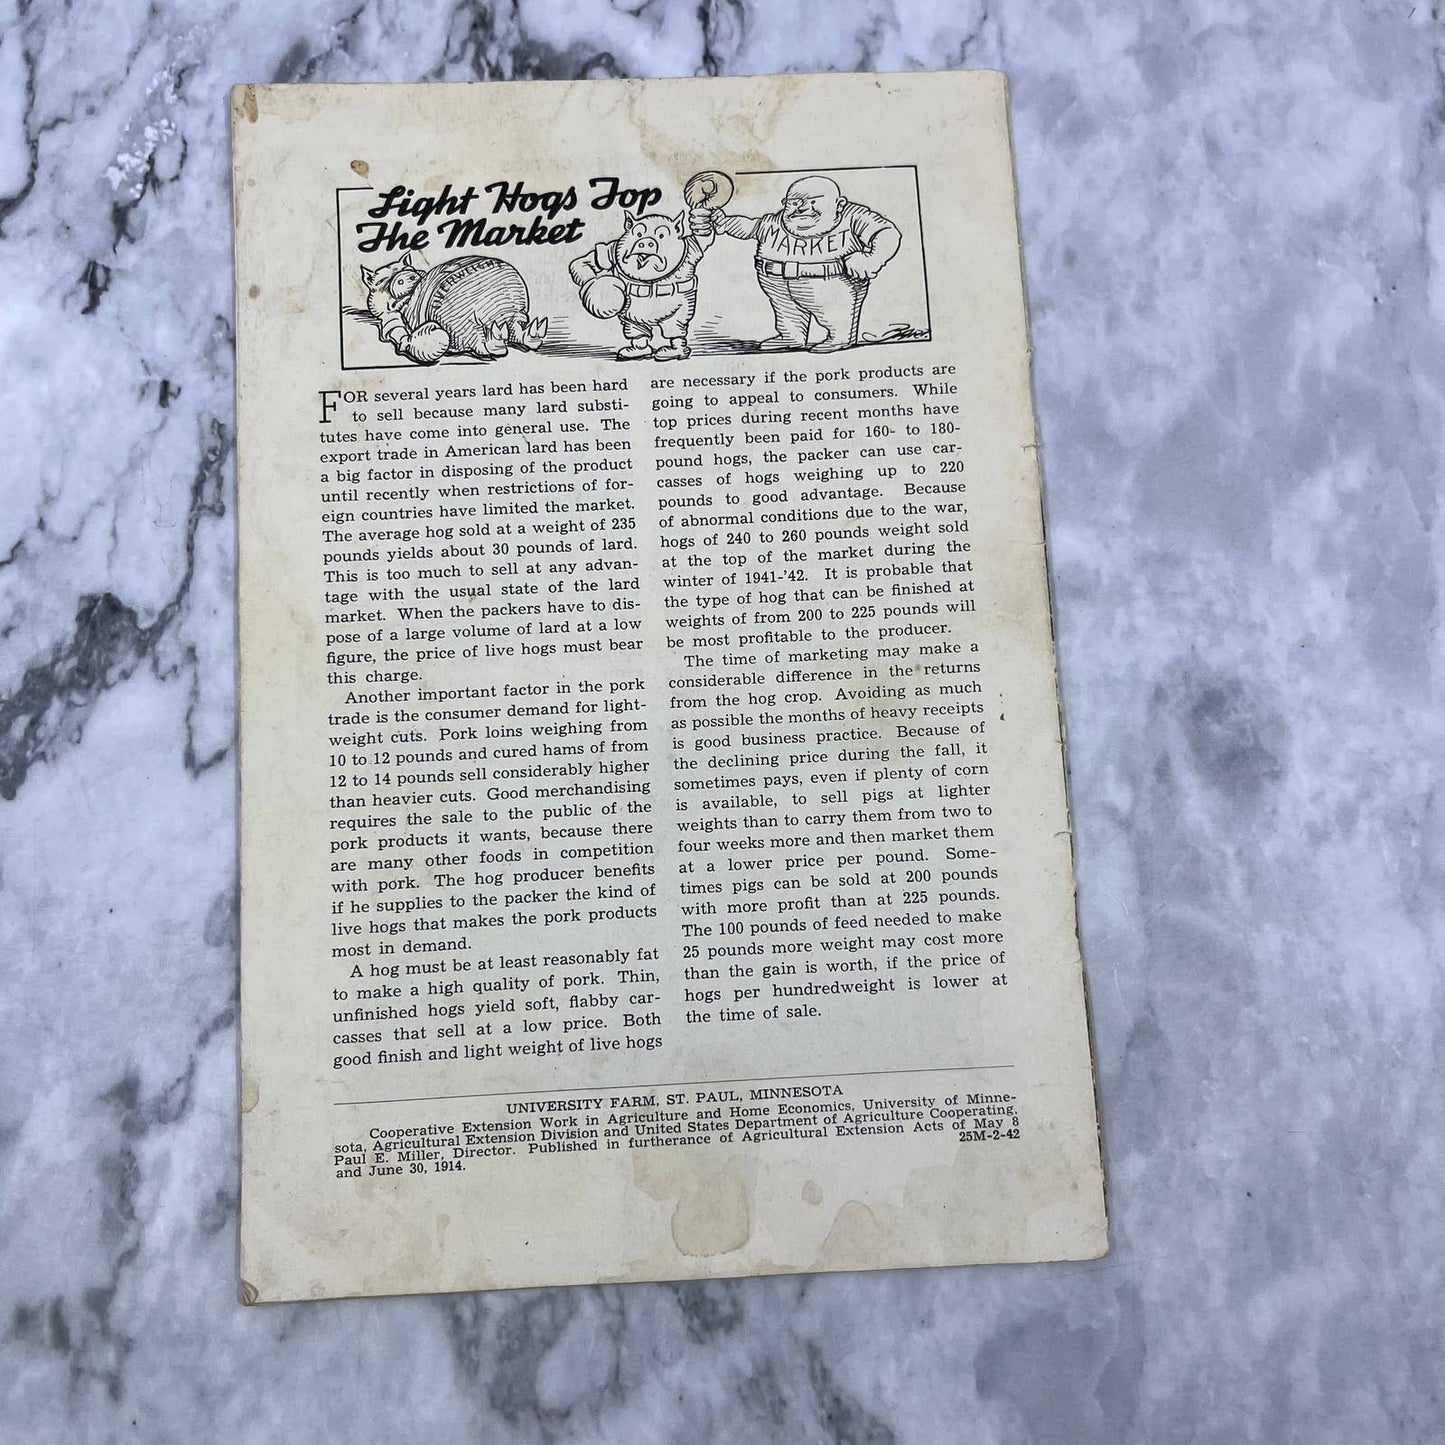 Light Hogs Top
The Market
OVERWEIGHT
MARKET
FOR several years lard has been hard
to sell because many lard substi-
tutes have come into general use. The
export trade in American lard has been
a big factor in disposing of the product
until recently when restrictions of for-
eign countries have limited the market.
The average hog sold at a weight of 235
pounds yields about 30 pounds of lard.
This is too much to sell at any advan-
tage with the usual state of the lard
market. When the packers have to dis-
pose of a large volume of lard at a low
figure, the price of live hogs must bear
this charge.
Another important factor in the pork
trade is the consumer demand for light-
weight cuts. Pork loins weighing from
10 to 12 pounds and cured hams of from
12 to 14 pounds sell considerably higher
than heavier cuts. Good merchandising
requires the sale to the public of the
pork products it wants, because there
are many other foods in competition
with pork. The hog producer benefits
if he supplies to the packer the kind of
live hogs that makes the pork products
most in demand.
A hog must be at least reasonably fat
to make a high quality of pork. Thin,
unfinished hogs yield soft, flabby car-
casses that sell at a low price. Both
good finish and light weight of live hogs
are necessary if the pork products are
going to appeal to consumers. While
top prices during recent months have
frequently been paid for 160- to 180-
pound hogs, the packer can use car-
casses of hogs weighing up to 220
pounds to good advantage. Because
of abnormal conditions due to the war,
hogs of 240 to 260 pounds weight sold
at the top of the market during the
winter of 1941-'42. It is probable that
the type of hog that can be finished at
weights of from 200 to 225 pounds will
be most profitable to the producer.
The time of marketing may make a
considerable difference in the returns
from the hog crop. Avoiding as much
as possible the months of heavy receipts
is good business practice. Because of
the declining price during the fall, it
sometimes pays, even if plenty of corn
is available, to sell pigs at lighter
weights than to carry them from two to
four weeks more and then market them
at a lower price per pound. Some-
times pigs can be sold at 200 pounds
with more profit than at 225 pounds.
The 100 pounds of feed needed to make
25 pounds more weight may cost more
than the gain is worth, if the price of
hogs per hundredweight is lower at
the time of sale.
UNIVERSITY FARM, ST. PAUL, MINNESOTA
Cooperative Extension Work in Agriculture and Home Economics, University of Minne-
sota, Agricultural Extension Division and United States Department of Agriculture Cooperating,
Paul E. Miller, Director. Published in furtherance of Agricultural Extension Acts of May 8
and June 30, 1914.
25M-2-42